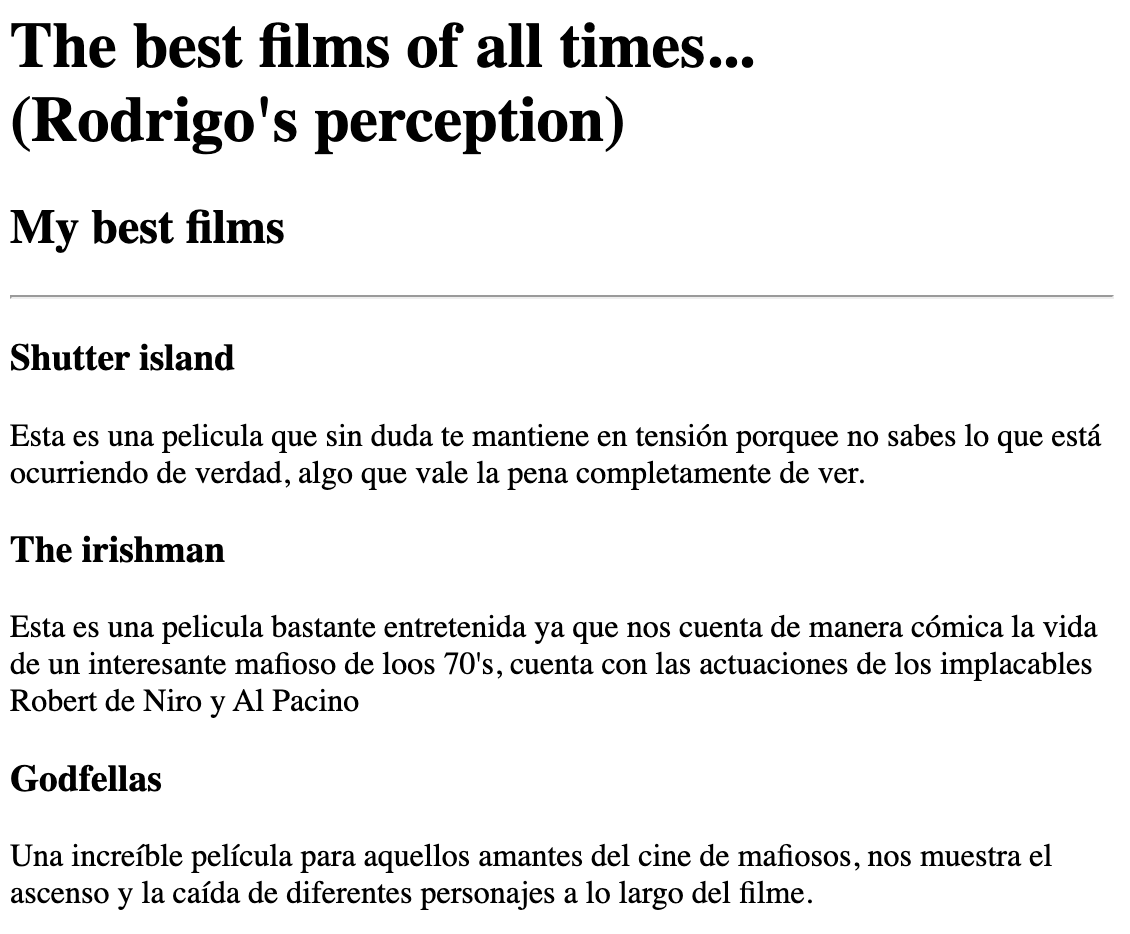 The best films of all times...
(Rodrigo's perception)
My best films
Shutter island
Esta es una pelicula que sin duda te mantiene en tensión porquee no sabes lo que está
ocurriendo de verdad, algo que vale la pena completamente de ver.
The irishman
Esta es una pelicula bastante entretenida ya que nos cuenta de manera cómica la vida
de un interesante mafioso de loos 70's, cuenta con las actuaciones de los implacables
Robert de Niro y Al Pacino
Godfellas
Una increíble película para aquellos amantes del cine de mafiosos, nos muestra el
ascenso y la caída de diferentes personajes a lo largo del filme.